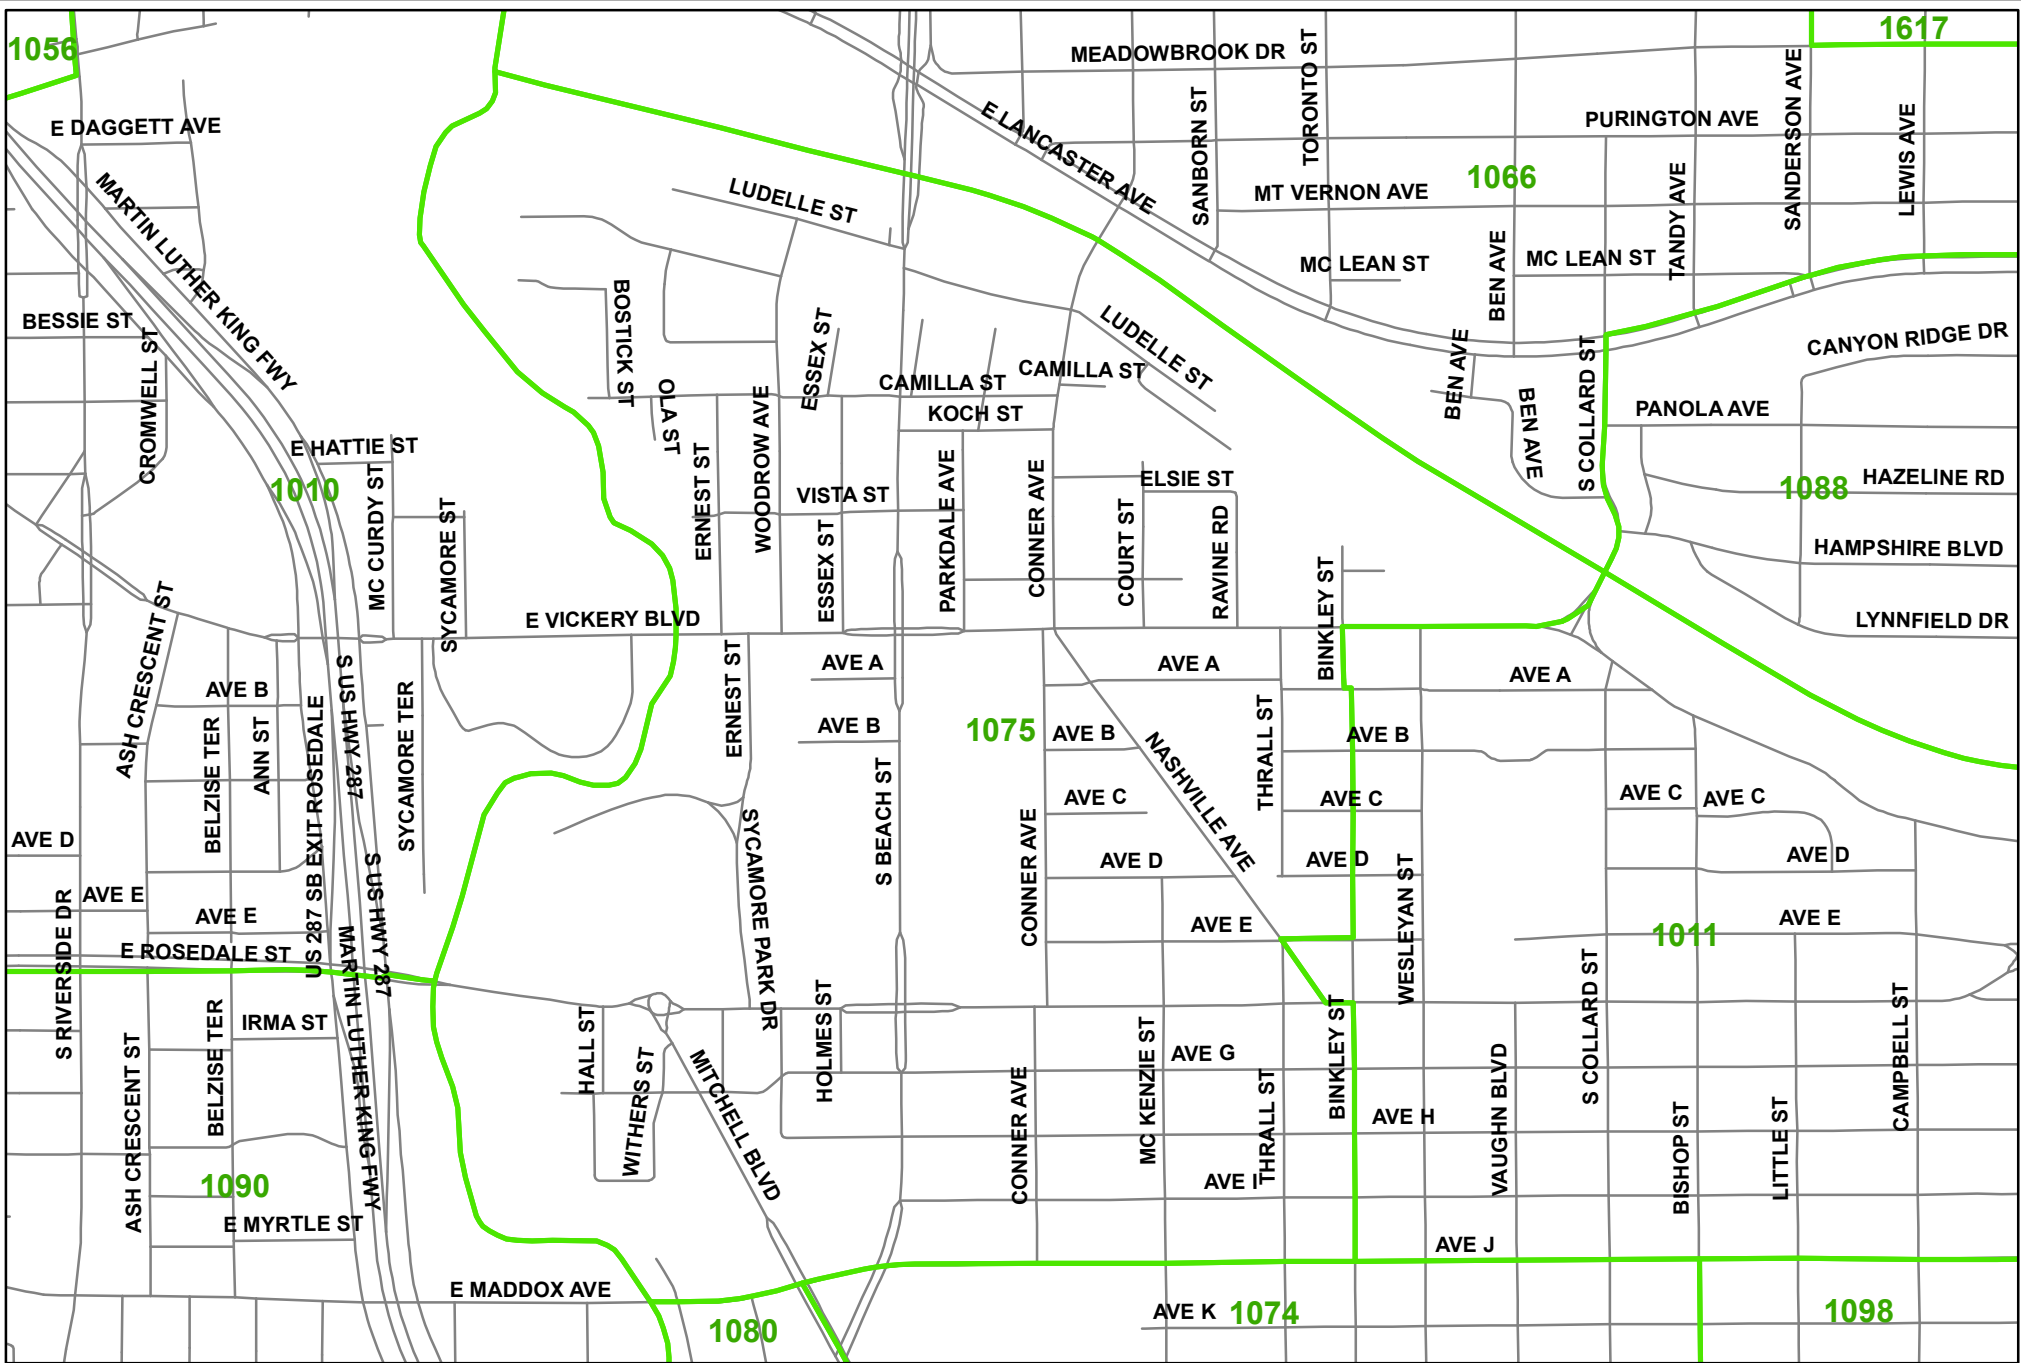 1056
1617
MEADOWBROOK DR
TORONTO ST
SANDERSON AVE
E DAGGETT AVE
E LANCASTER AVE
SANBORN ST
PURINGTON AVE
LEWIS AVE
MARTIN LUTHER KING FWY
LUDELLE ST
1066
MT VERNON AVE
TANDY AVE
MC LEAN ST
BEN AVE
MC LEAN ST
BESSIE ST
CROMWELL ST
BOSTICK ST
ESSEX ST
LUDELLE ST
CANYON RIDGE DR
CAMILLA ST
CAMILLA ST
BEN AVE
BEN AVE
S COLLARD ST
OLA ST
WOODROW AVE
KOCH ST
PANOLA AVE
E HATTIE ST
1010
MC CURDY ST
SYCAMORE ST
ERNEST ST
VISTA ST
ESSEX ST
PARKDALE AVE
CONNER AVE
ELSIE ST
COURT ST
RAVINE RD
1088
HAZELINE RD
HAMPSHIRE BLVD
BINKLEY ST
E VICKERY BLVD
LYNNFIELD DR
ASH CRESCENT ST
AVE B
BELZISE TER
ANN ST
US 287 SB EXIT ROSEDALE
S US HWY 287
SYCAMORE TER
ERNEST ST
AVE A
AVE A
AVE A
AVE B
1075
AVE B
NASHVILLE AVE
THRALL ST
AVE B
S BEACH ST
AVE C
AVE C
AVE C
AVE C
AVE D
SYCAMORE PARK DR
CONNER AVE
AVE D
AVE D
WESLEYAN ST
AVE D
S RIVERSIDE DR
AVE E
AVE E
S US HWY 287
AVE E
1011
AVE E
E ROSEDALE ST
MARTIN LUTHER KING FWY
S COLLARD ST
CAMPBELL ST
ASH CRESCENT ST
BELZISE TER
IRMA ST
HALL ST
WITHERS ST
MITCHELL BLVD
HOLMES ST
CONNER AVE
MC KENZIE ST
AVE G
THRALL ST
BINKLEY ST
VAUGHN BLVD
AVE H
BISHOP ST
LITTLE ST
1090
AVE I
E MYRTLE ST
AVE J
E MADDOX AVE
1080
AVE K
1074
1098